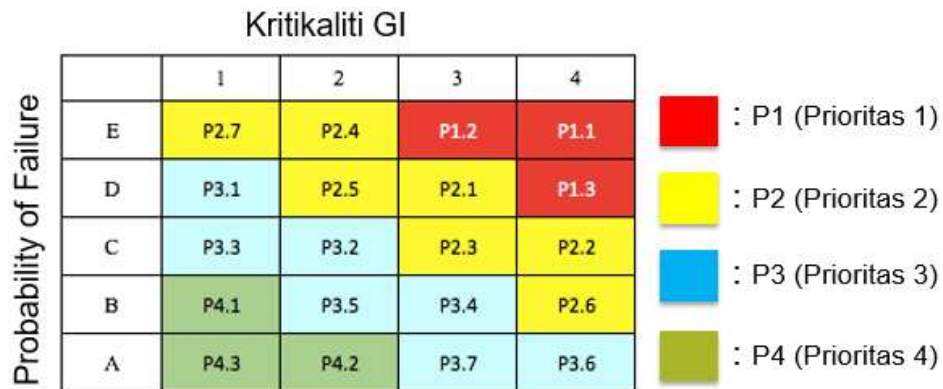 Kritikaliti GI
Probability of Failure
1 2 3 4
E P2.7 P2.4 P1.2 P1.1
D P3.1 P2.5 P2.1 P1.3
C P3.3 P3.2 P2.3 P2.2
B P4.1 P3.5 P3.4 P2.6
A P4.3 P4.2 P3.7 P3.6
: P1 (Prioritas 1)
: P2 (Prioritas 2)
: P3 (Prioritas 3)
: P4 (Prioritas 4)